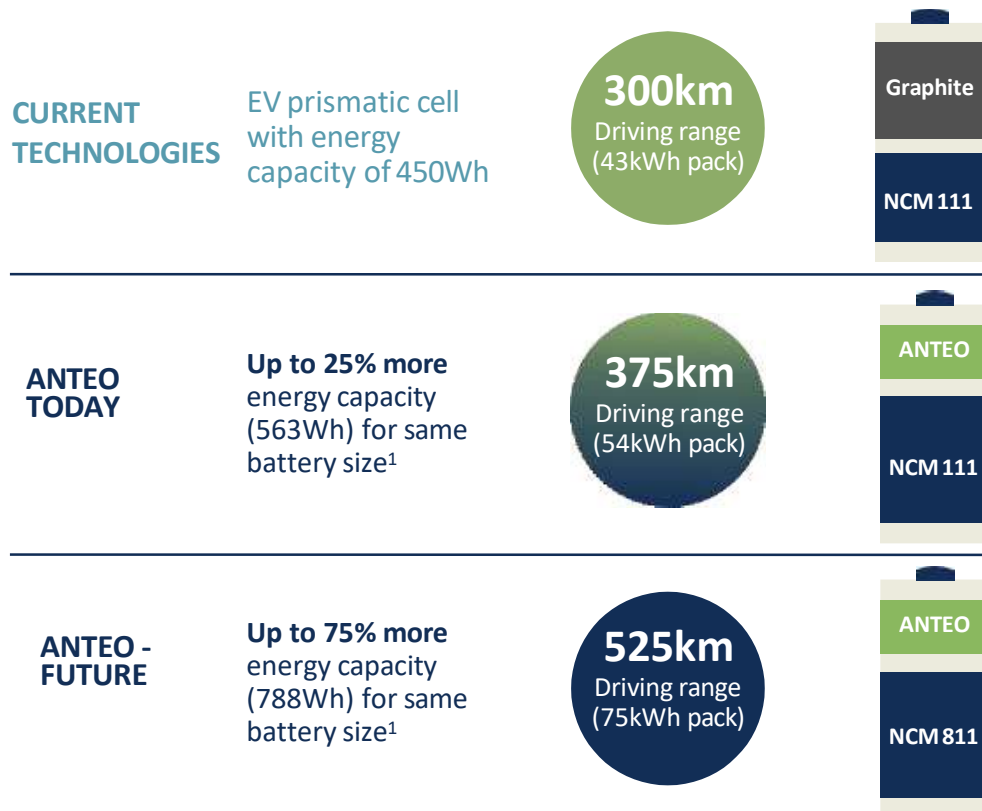 CURRENT
TECHNOLOGIES
EV prismatic cell
with energy
capacity of 450Wh
300km
Driving range
(43kWh pack)
Graphite
NCM 111
ANTEO
TODAY
Up to 25% more
energy capacity
(563Wh) for same
battery size¹
375km
Driving range
(54kWh pack)
ANTEO
NCM 111
ANTEO -
FUTURE
Up to 75% more
energy capacity
(788Wh) for same
battery size¹
525km
Driving range
(75kWh pack)
ANTEO
NCM 811